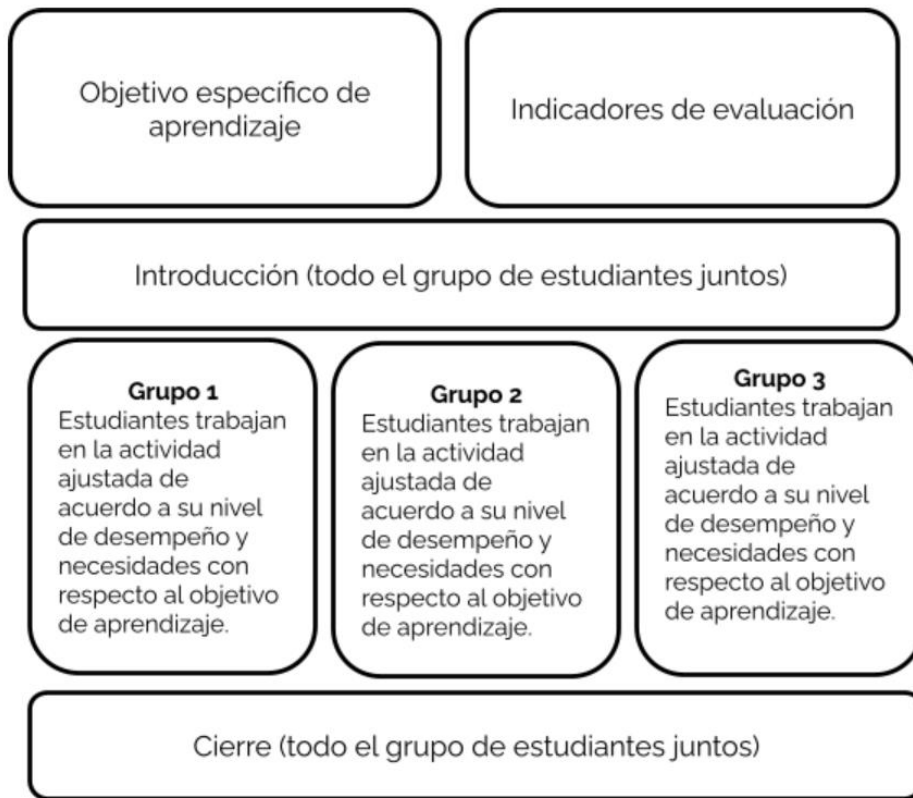 Objetivo específico de
aprendizaje
Indicadores de evaluación
Introducción (todo el grupo de estudiantes juntos)
Grupo 1
Estudiantes trabajan
en la actividad
ajustada de
acuerdo a su nivel
de desempeño y
necesidades con
respecto al objetivo
de aprendizaje.
Grupo 2
Estudiantes trabajan
en la actividad
ajustada de
acuerdo a su nivel
de desempeño y
necesidades con
respecto al objetivo
de aprendizaje.
Grupo 3
Estudiantes trabajan
en la actividad
ajustada de
acuerdo a su nivel
de desempeño y
necesidades con
respecto al objetivo
de aprendizaje.
Cierre (todo el grupo de estudiantes juntos)